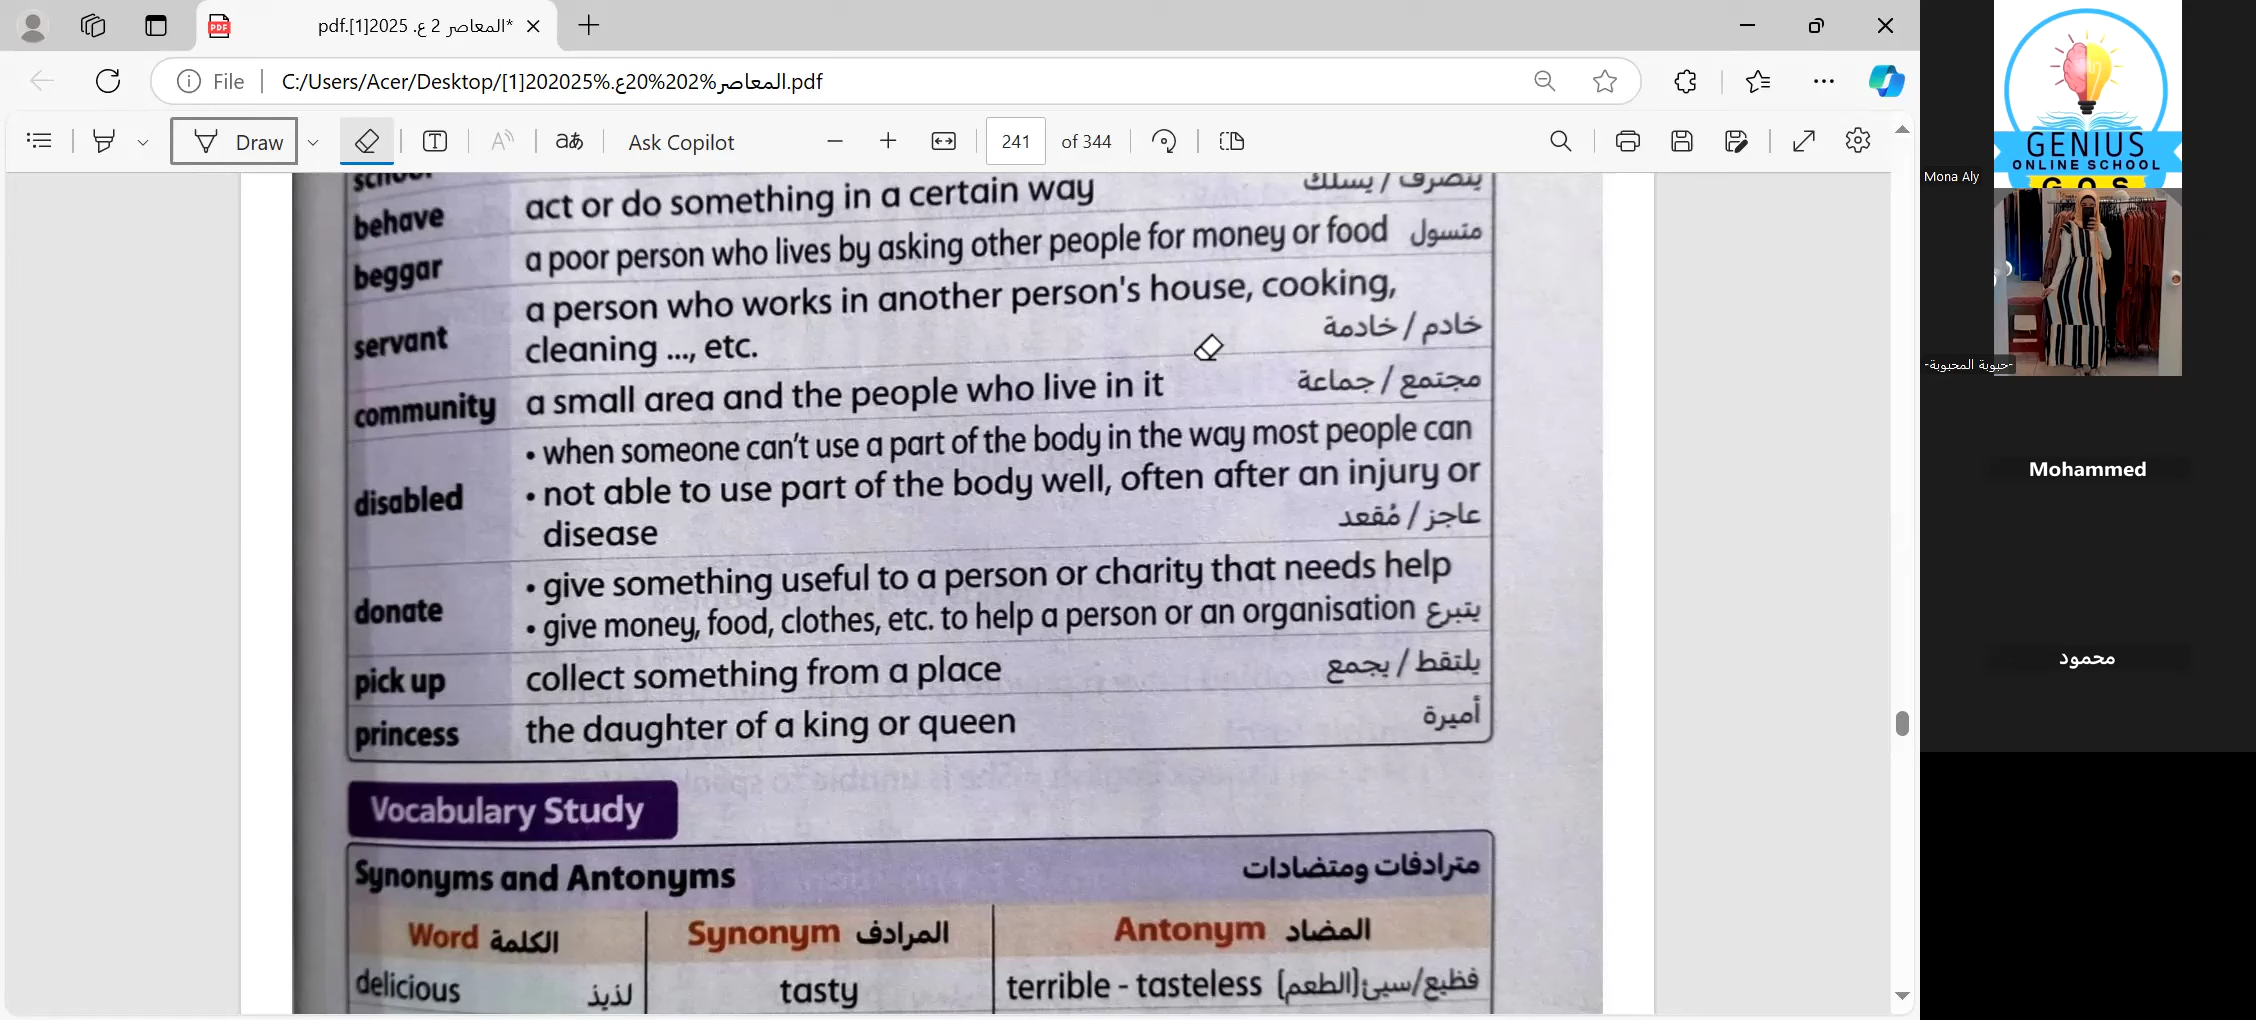 المعاصر 2 ع. 2025[1].pdf*
File
C:/Users/Acer/Desktop/[1]202025%.ع20%202%المعاصر.pdf
Draw
Ask Copilot
241 of 344
school
behave act or do something in a certain way يتصرف / يسلك
beggar a poor person who lives by asking other people for money or food متسول
servant a person who works in another person's house, cooking,
cleaning ..., etc. خادم / خادمة
community a small area and the people who live in it مجتمع / جماعة
• when someone can't use a part of the body in the way most people can
disabled • not able to use part of the body well, often after an injury or
disease عاجز / مُقعد
• give something useful to a person or charity that needs help
donate • give money, food, clothes, etc. to help a person or an organisation يتبرع
pick up collect something from a place يلتقط / يجمع
princess the daughter of a king or queen أميرة
Vocabulary Study
Synonyms and Antonyms مترادفات ومتضادات
Word الكلمة Synonym المرادف Antonym المضاد
delicious لذيذ tasty terrible - tasteless فظيع/سيئ(الطعم)
GENIUS
ONLINE SCHOOL
GOS
Mona Aly
-حبوبة المحبوبة-
Mohammed
محمود